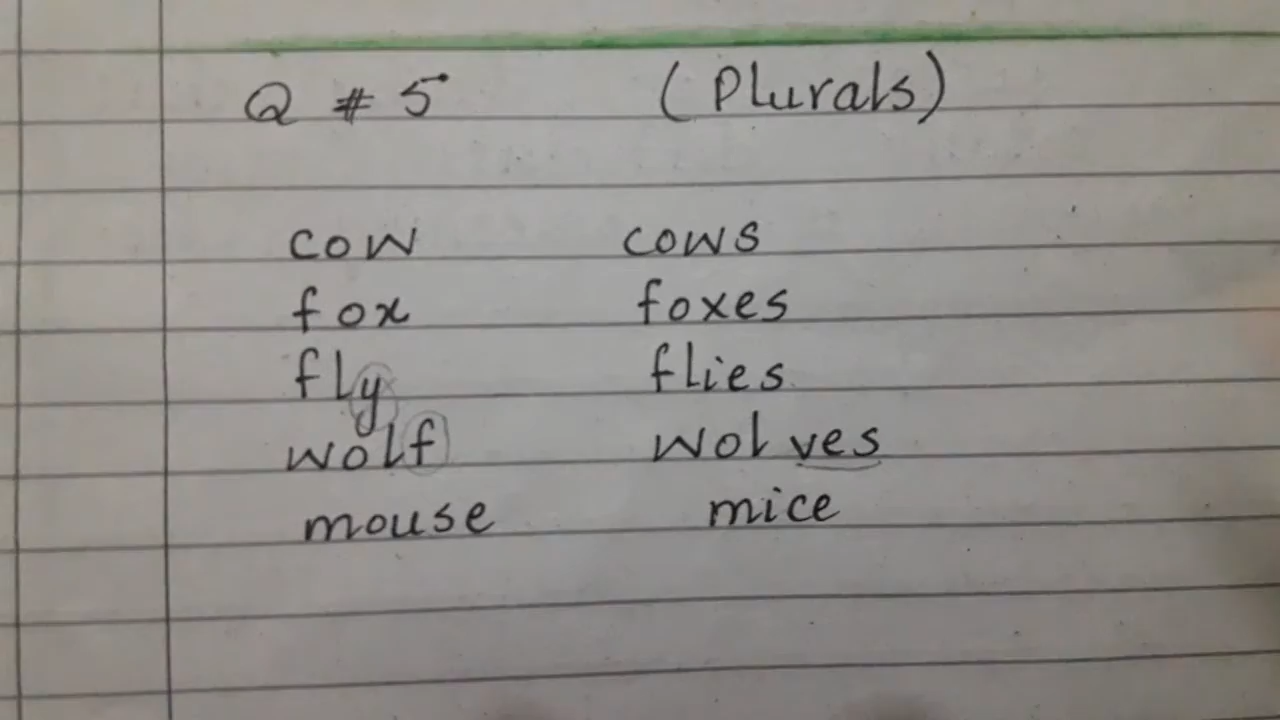 Q # 5 (Plurals)
cow cows
fox foxes
fly flies
wolf wolves
mouse mice